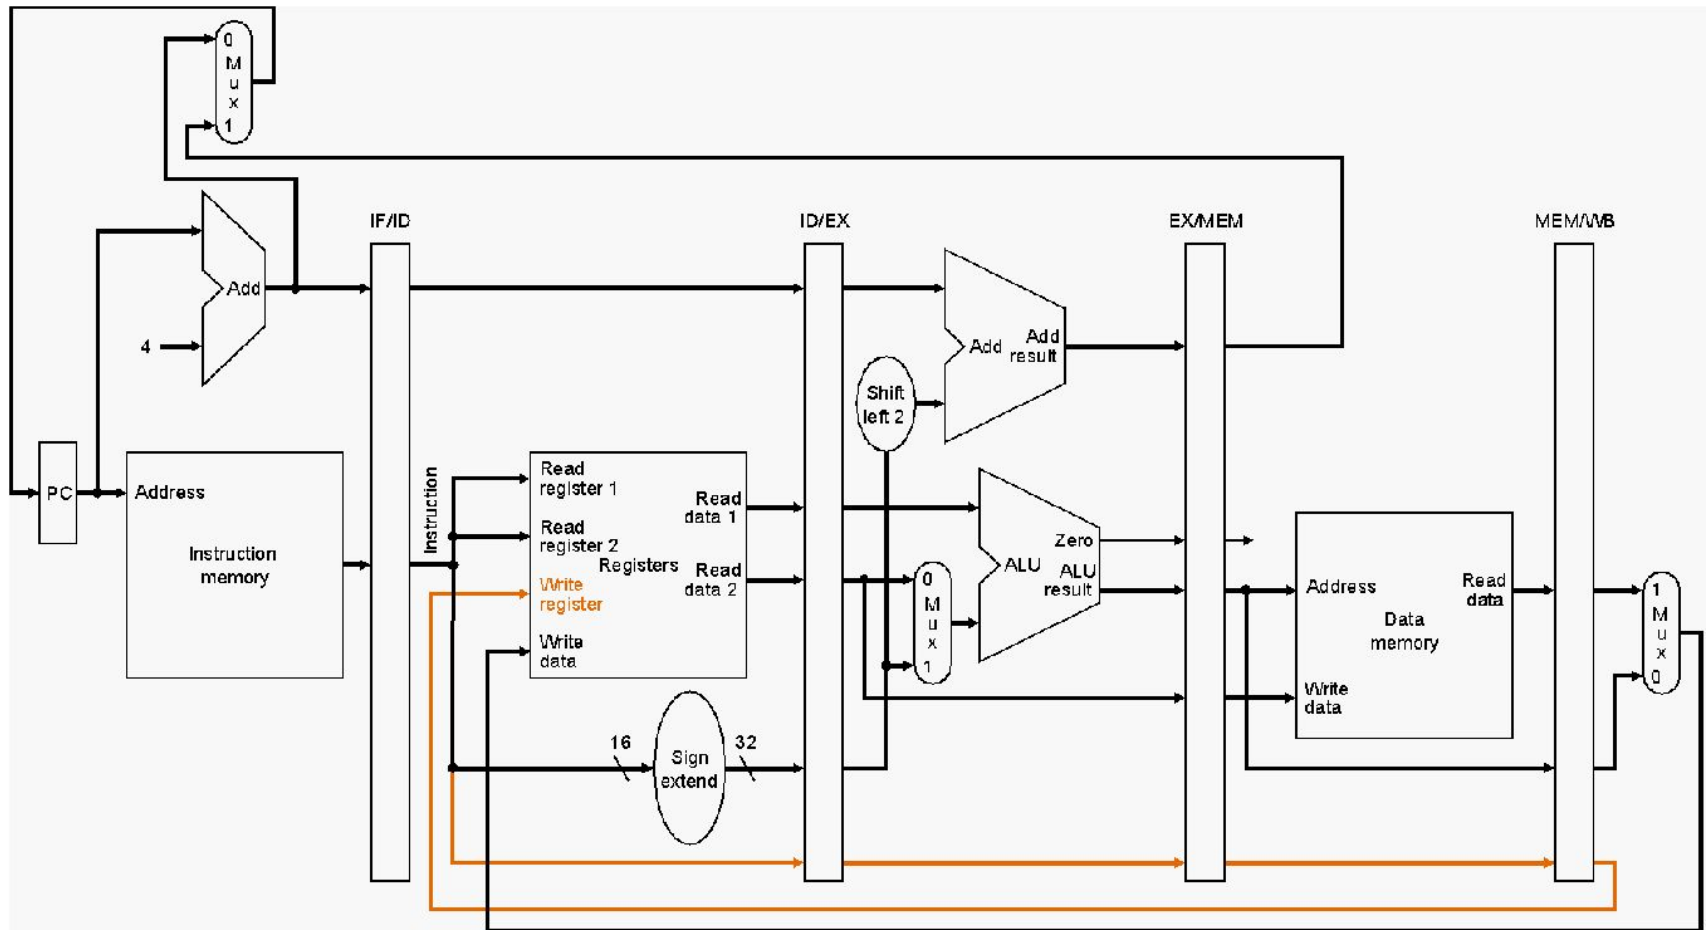 0
M
u
x
1
IF/ID
ID/EX
EX/MEM
MEM/WB
Add
4
Add
Add
result
Shift
left 2
PC
Address
Instruction
memory
Instruction
Read
register 1
Read
register 2
Write
register
Write
data
Registers
Read
data 1
Read
data 2
16
Sign
extend
32
0
M
u
x
1
Zero
ALU
ALU
result
Address
Read
data
Data
memory
Write
data
1
M
u
x
0